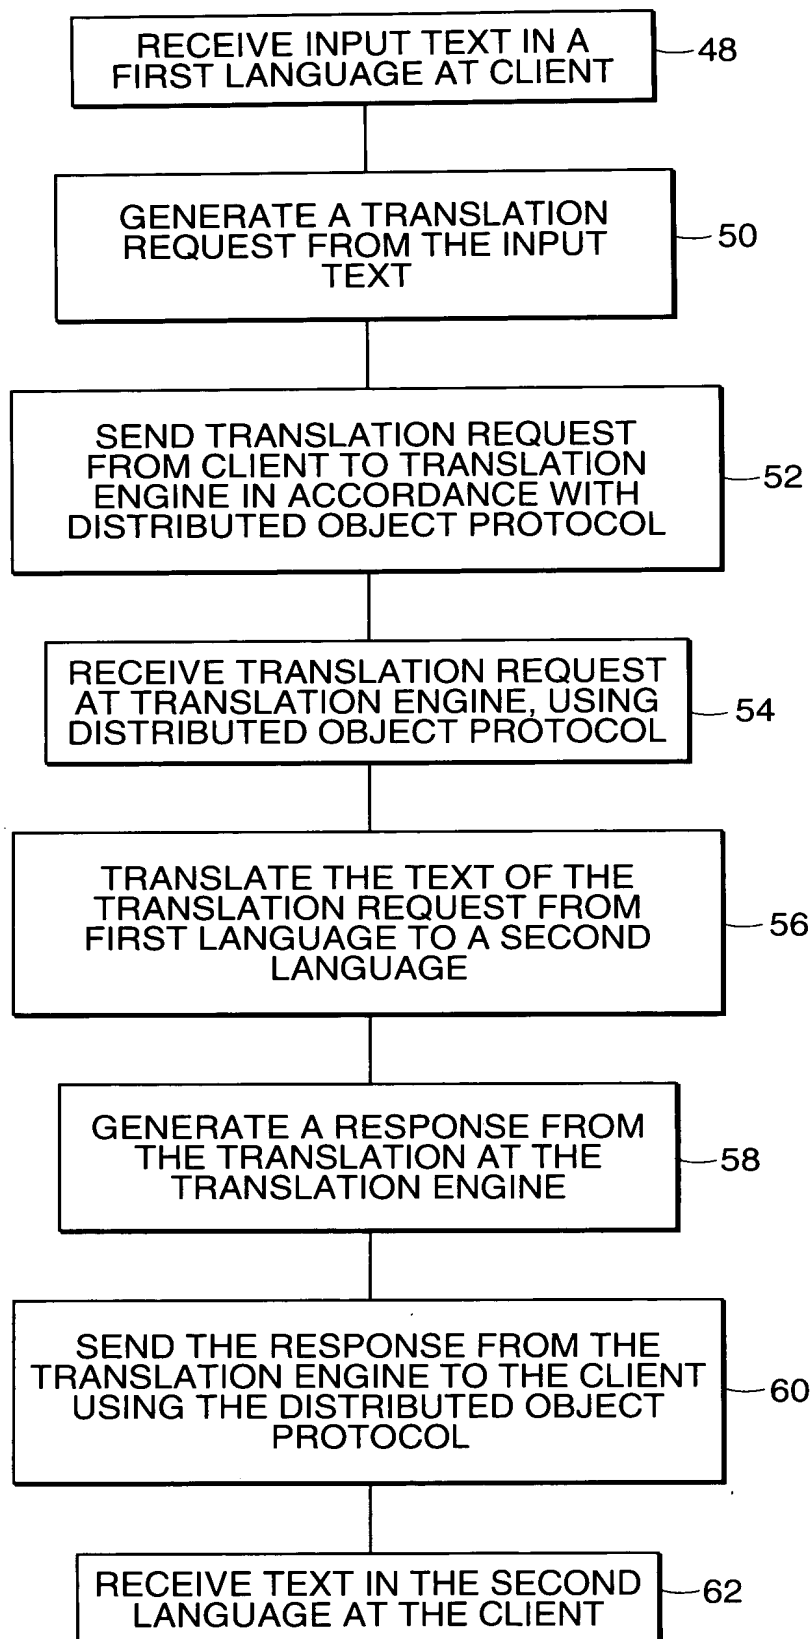 RECEIVE INPUT TEXT IN A
FIRST LANGUAGE AT CLIENT
48
GENERATE A TRANSLATION
REQUEST FROM THE INPUT
TEXT
50
SEND TRANSLATION REQUEST
FROM CLIENT TO TRANSLATION
ENGINE IN ACCORDANCE WITH
DISTRIBUTED OBJECT PROTOCOL
52
RECEIVE TRANSLATION REQUEST
AT TRANSLATION ENGINE, USING
DISTRIBUTED OBJECT PROTOCOL
54
TRANSLATE THE TEXT OF THE
TRANSLATION REQUEST FROM
FIRST LANGUAGE TO A SECOND
LANGUAGE
56
GENERATE A RESPONSE FROM
THE TRANSLATION AT THE
TRANSLATION ENGINE
58
SEND THE RESPONSE FROM THE
TRANSLATION ENGINE TO THE CLIENT
USING THE DISTRIBUTED OBJECT
PROTOCOL
60
RECEIVE TEXT IN THE SECOND
LANGUAGE AT THE CLIENT
62